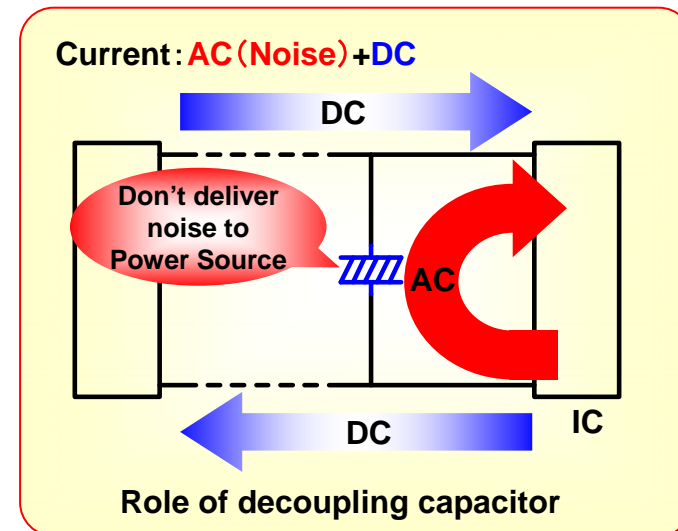 Current：AC（Noise）+DC
DC
Don’t deliver
noise to
Power Source
AC
IC
DC
Role of decoupling capacitor